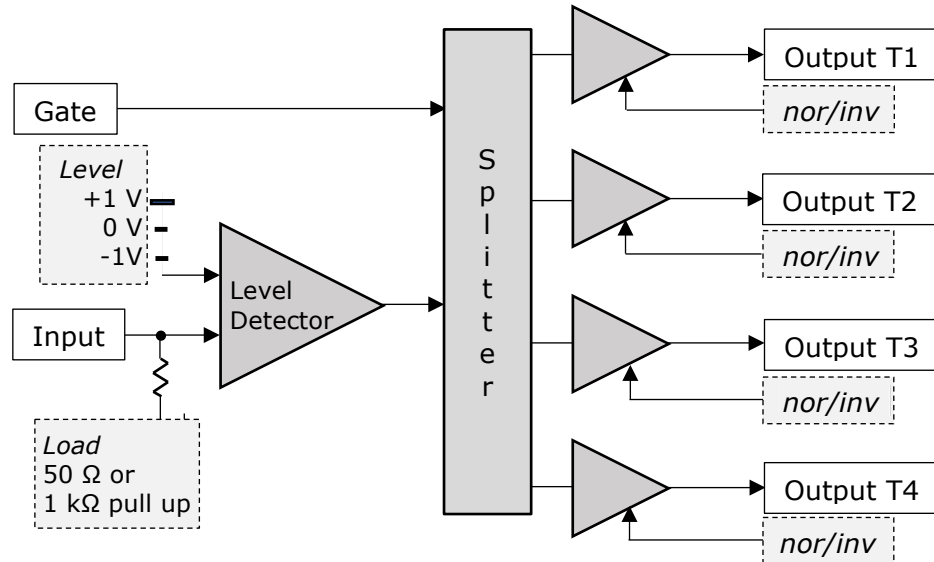 Gate
Level
+1 V
0 V
-1V
Input
Level
Detector
Load
50 Ω or
1 kΩ pull up
S
p
l
i
t
t
e
r
Output T1
nor/inv
Output T2
nor/inv
Output T3
nor/inv
Output T4
nor/inv